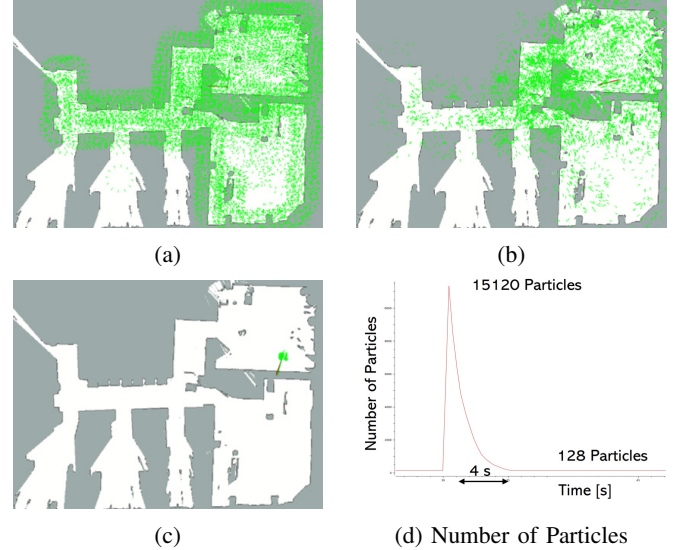 (a)
(b)
15120 Particles
Number of Particles
128 Particles
4 s
Time [s]
(c)
(d) Number of Particles